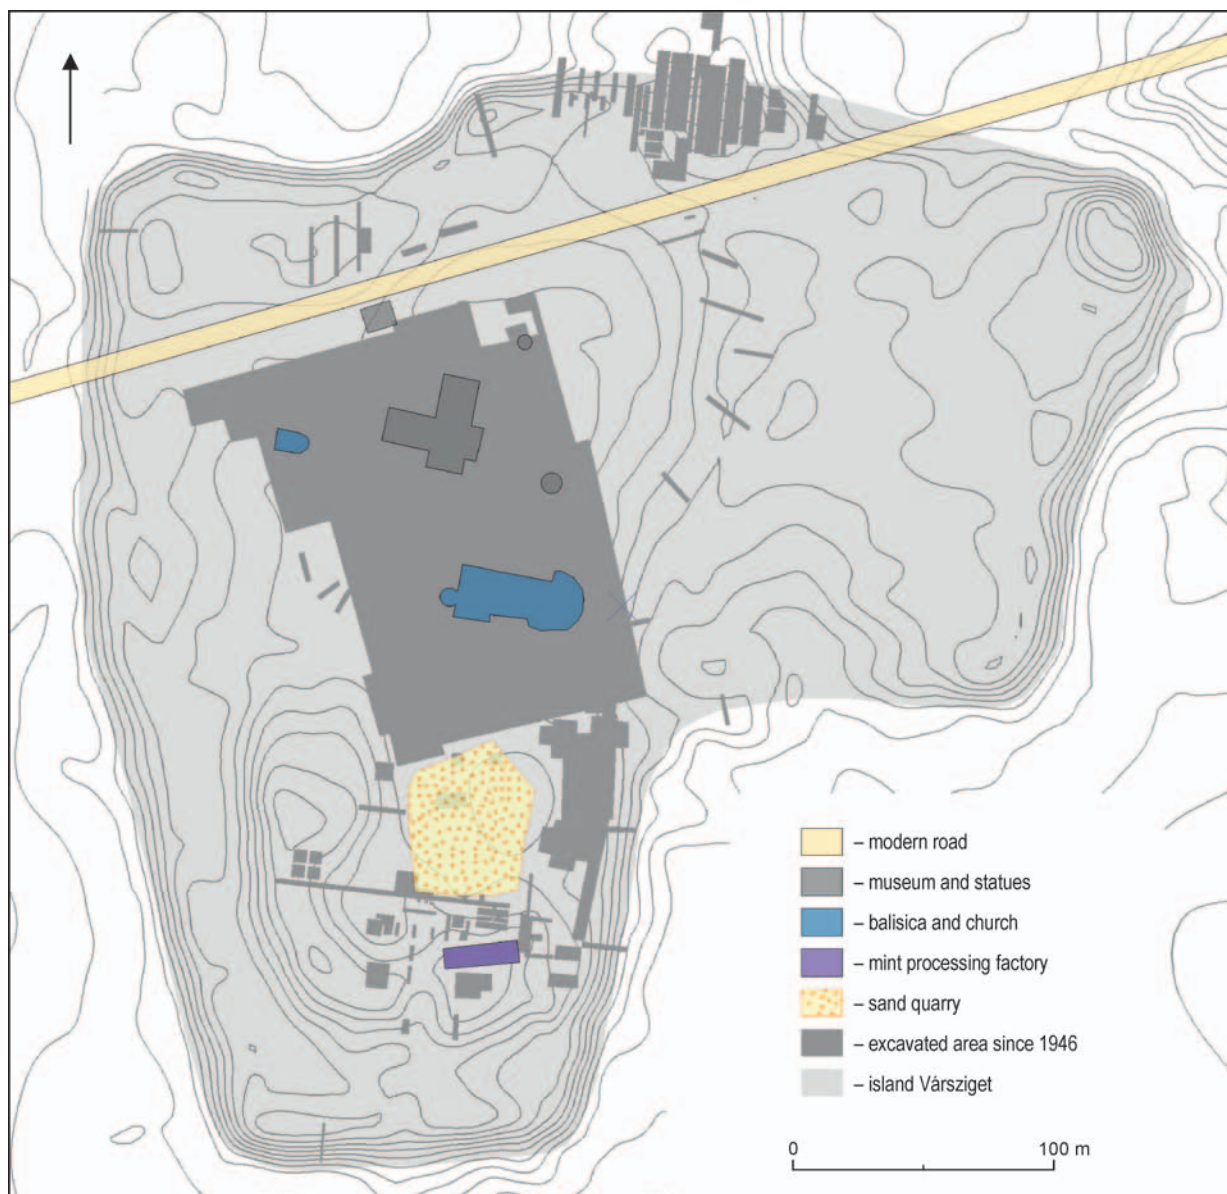 – modern road
– museum and statues
– balisica and church
– mint processing factory
– sand quarry
– excavated area since 1946
– island Vársziget
0 100 m